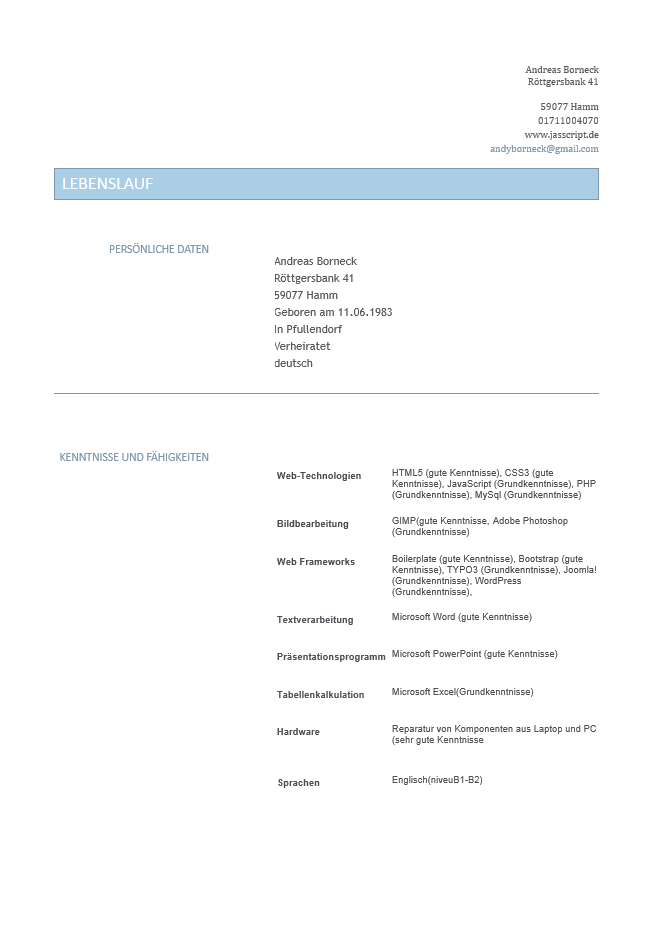 Andreas Borneck
Röttgersbank 41
59077 Hamm
01711004070
www.jasscript.de
andyborneck@gmail.com
LEBENSLAUF
PERSÖNLICHE DATEN
Andreas Borneck
Röttgersbank 41
59077 Hamm
Geboren am 11.06.1983
In Pfullendorf
Verheiratet
deutsch
KENNTNISSE UND FÄHIGKEITEN
Web-Technologien
HTML5 (gute Kenntnisse), CSS3 (gute
Kenntnisse), JavaScript (Grundkenntnisse), PHP
(Grundkenntnisse), MySql (Grundkenntnisse)
Bildbearbeitung
GIMP(gute Kenntnisse, Adobe Photoshop
(Grundkenntnisse)
Web Frameworks
Boilerplate (gute Kenntnisse), Bootstrap (gute
Kenntnisse), TYPO3 (Grundkenntnisse), Joomla!
(Grundkenntnisse), WordPress
(Grundkenntnisse),
Textverarbeitung
Microsoft Word (gute Kenntnisse)
Präsentationsprogramm
Microsoft PowerPoint (gute Kenntnisse)
Tabellenkalkulation
Microsoft Excel(Grundkenntnisse)
Hardware
Reparatur von Komponenten aus Laptop und PC
(sehr gute Kenntnisse
Sprachen
Englisch(niveuB1-B2)